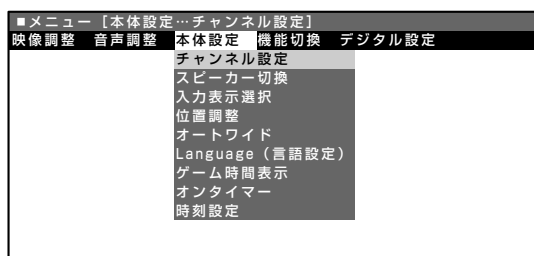 ■メニュー［本体設定…チャンネル設定］
映像調整 音声調整 本体設定 機能切換 デジタル設定
チャンネル設定
スピーカー切換
入力表示選択
位置調整
オートワイド
Language（言語設定）
ゲーム時間表示
オンタイマー
時刻設定